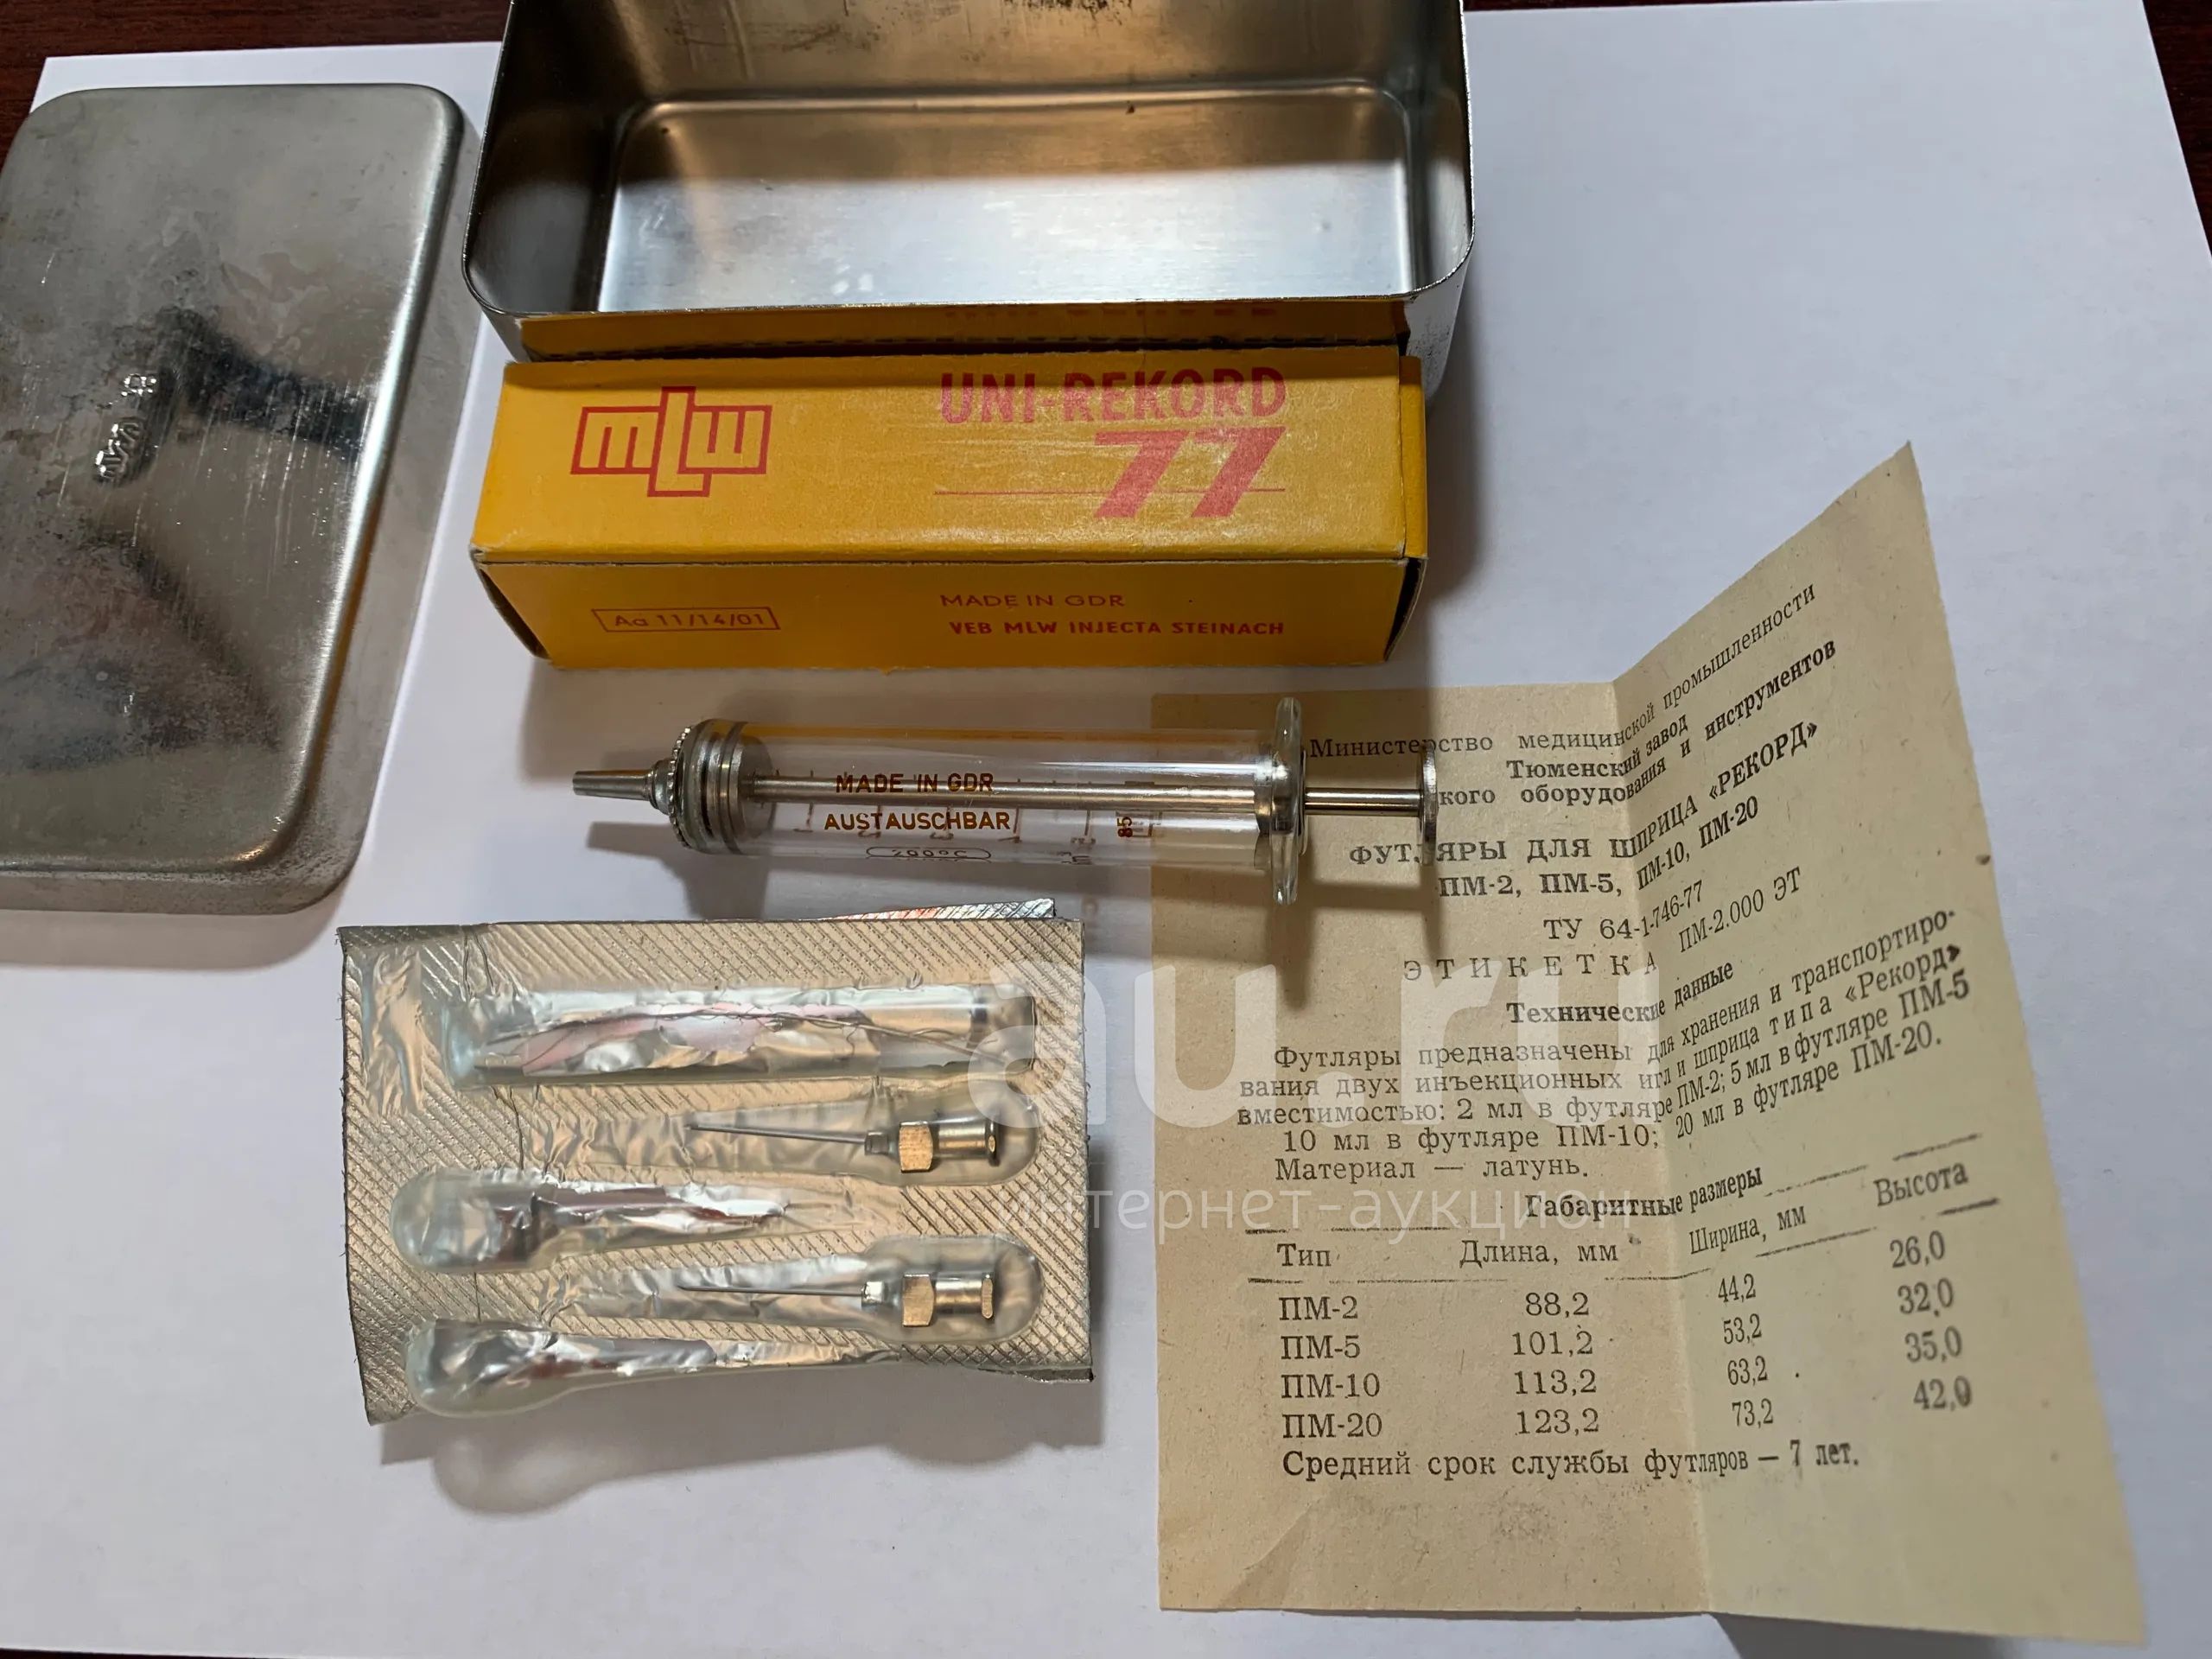 mLw
UNI-REKORD
77
Aa 11/14/01
MADE IN GDR
VEB MLW INJECTA STEINACH
MADE IN GDR
AUSTAUSCHBAR
200°C
85
Министерство медицинской промышленности
Тюменский завод
кого оборудования и инструментов
ФУТЛЯРЫ ДЛЯ ШПРИЦА «РЕКОРД»
ПМ-2, ПМ-5, ПМ-10, ПМ-20
ТУ 64-1-746-77
ПМ-2.000 ЭТ
ЭТИКЕТКА
Технические данные
Футляры предназначены для хранения и транспортиро-
вания двух инъекционных игл и шприца типа «Рекорд»
вместимостью: 2 мл в футляре ПМ-2; 5 мл в футляре ПМ-5
10 мл в футляре ПМ-10; 20 мл в футляре ПМ-20.
Материал — латунь.
Габаритные размеры
Тип Длина, мм Ширина, мм Высота
ПМ-2 88,2 44,2 26,0
ПМ-5 101,2 53,2 32,0
ПМ-10 113,2 63,2 35,0
ПМ-20 123,2 73,2 42,0
Средний срок службы футляров — 7 лет.
au.ru
интернет-аукцион